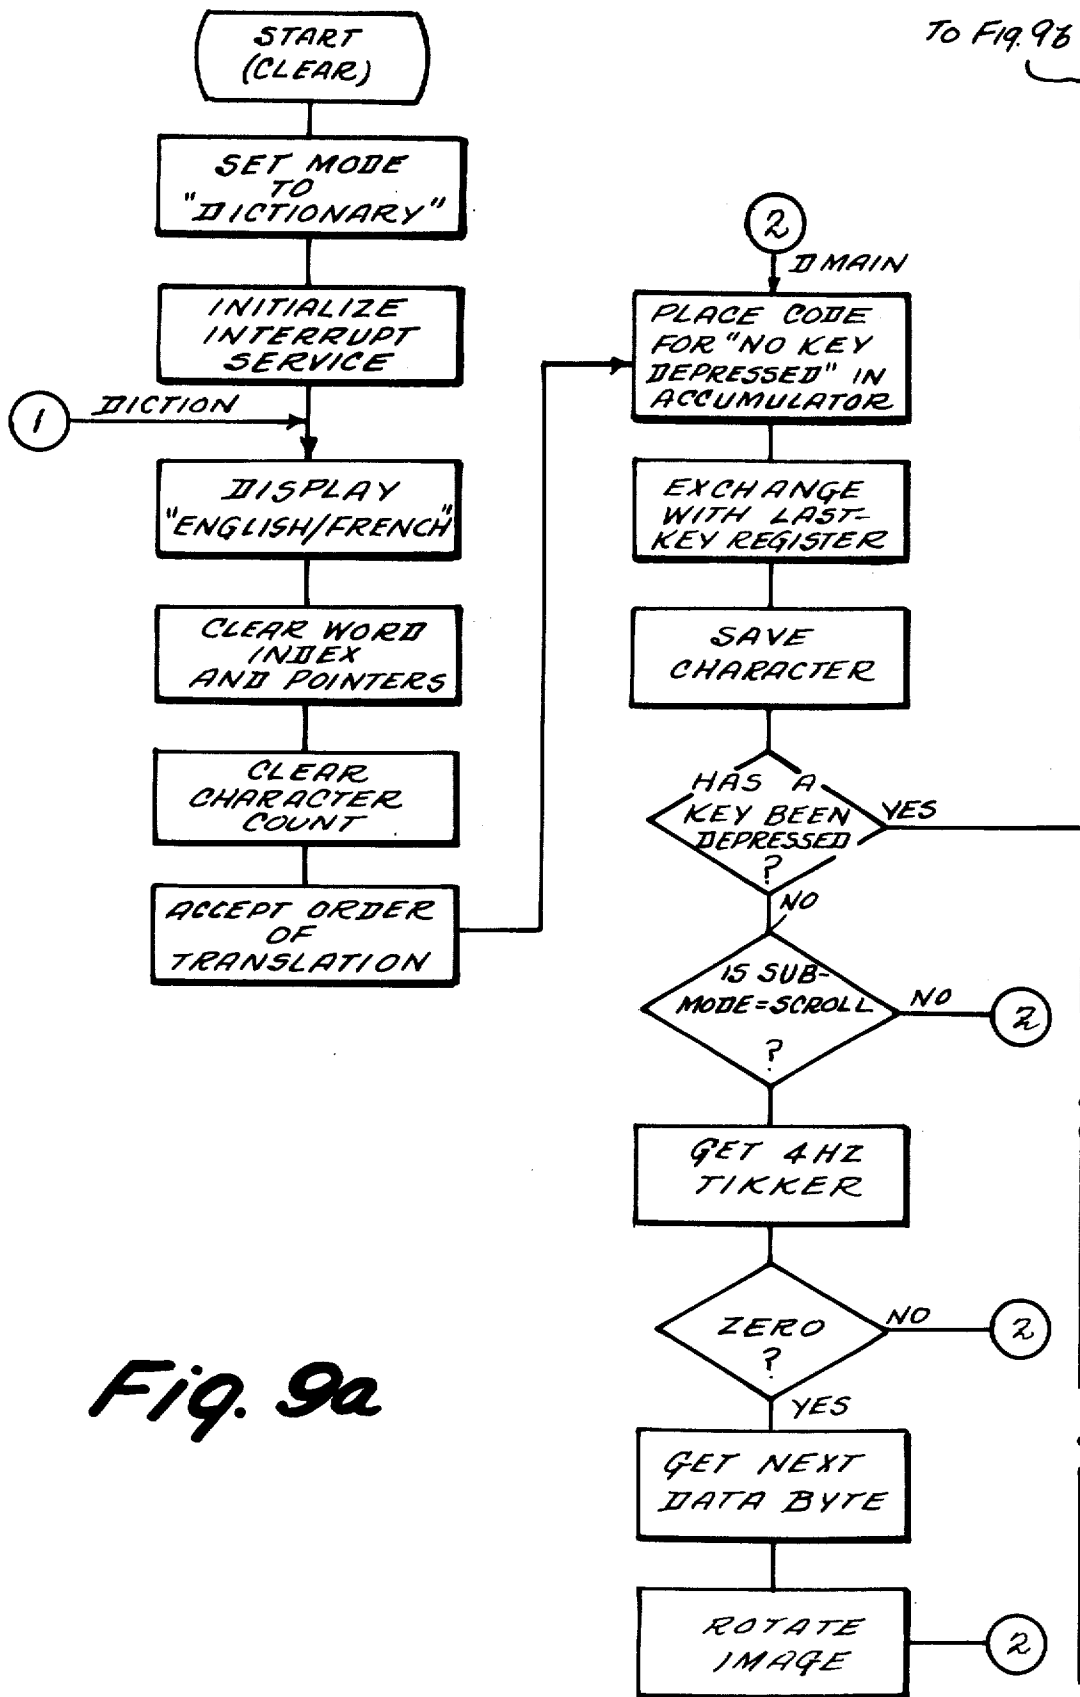 START
(CLEAR)
SET MODE
TO
"DICTIONARY"
INITIALIZE
INTERRUPT
SERVICE
1
DICTION
DISPLAY
"ENGLISH/FRENCH"
CLEAR WORD
INDEX
AND POINTERS
CLEAR
CHARACTER
COUNT
ACCEPT ORDER
OF
TRANSLATION
To Fig. 9b
2
DMAIN
PLACE CODE
FOR "NO KEY
DEPRESSED" IN
ACCUMULATOR
EXCHANGE
WITH LAST-
KEY REGISTER
SAVE
CHARACTER
HAS A
KEY BEEN
DEPRESSED
?
YES
NO
IS SUB-
MODE=SCROLL
?
NO
2
GET 4HZ
TIKKER
ZERO
?
NO
2
YES
GET NEXT
DATA BYTE
ROTATE
IMAGE
2
Fig. 9a